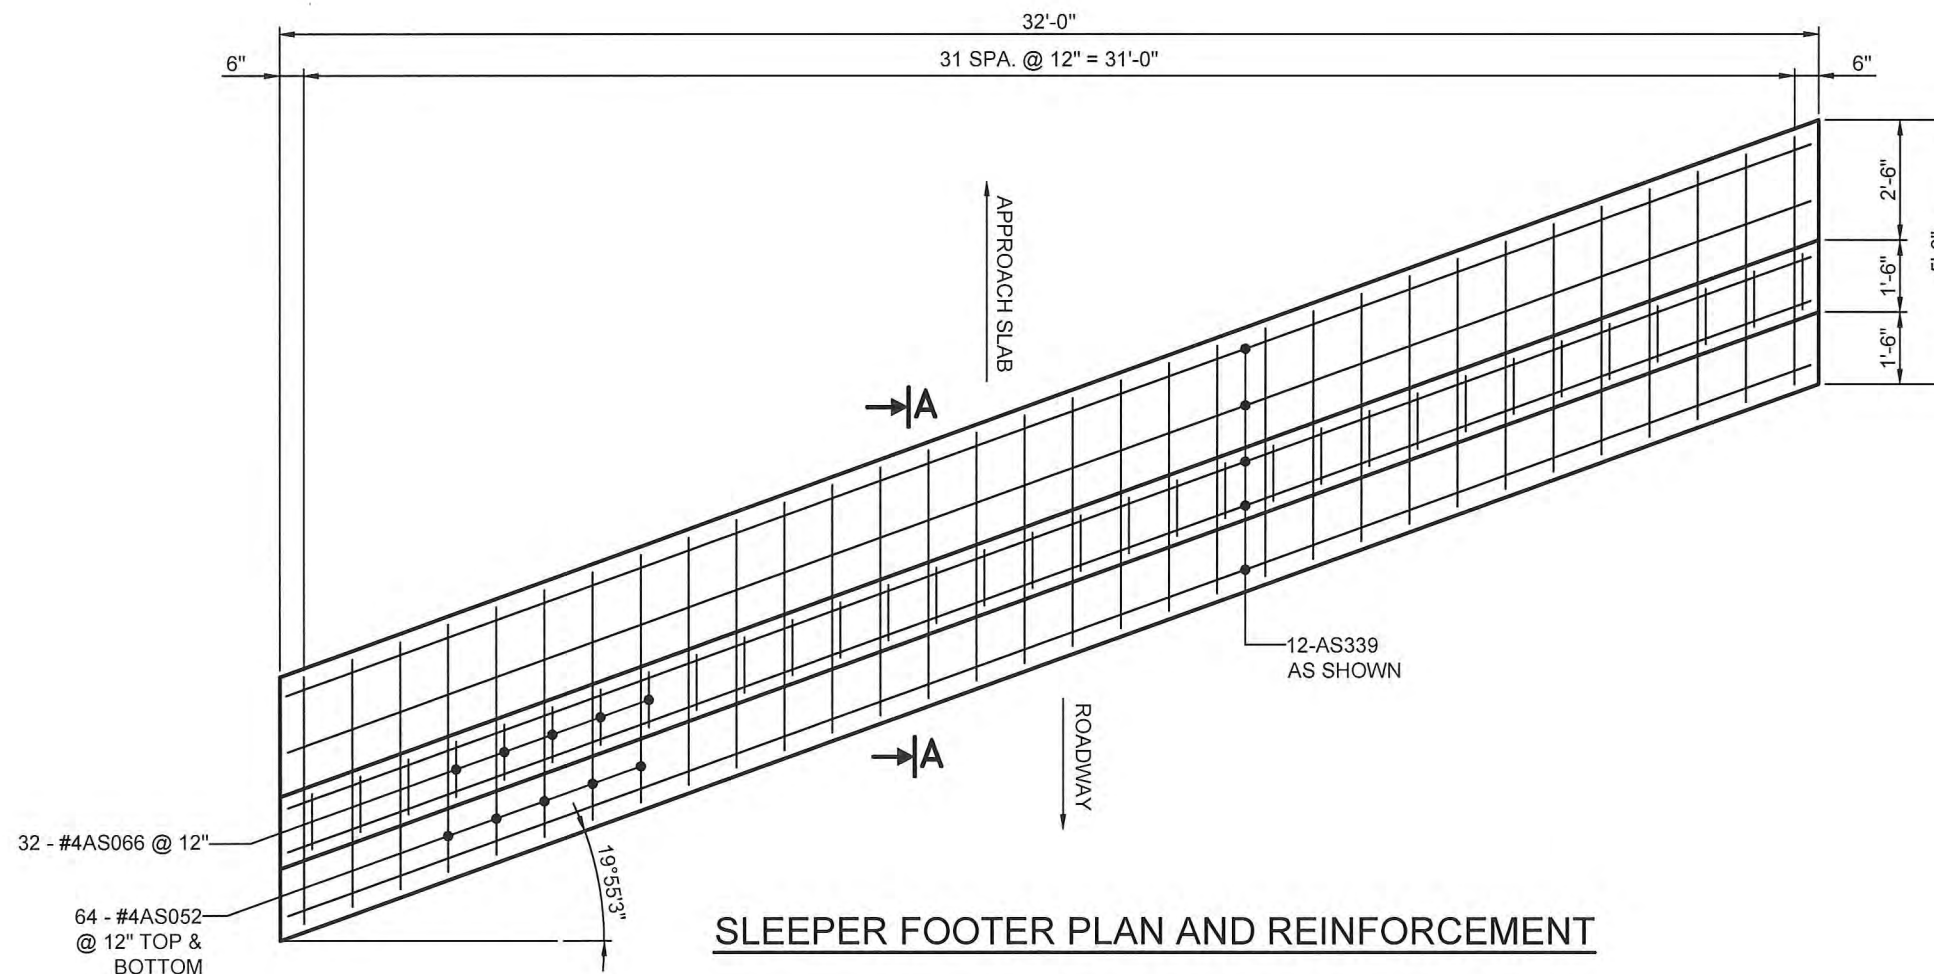 32'-0"
31 SPA. @ 12" = 31'-0"
6"
6"
2'-6"
1'-6"
1'-6"
APPROACH SLAB
A
12-AS339
AS SHOWN
ROADWAY
A
32 - #4AS066 @ 12"
64 - #4AS052
@ 12" TOP &
BOTTOM
19°55'3"
SLEEPER FOOTER PLAN AND REINFORCEMENT